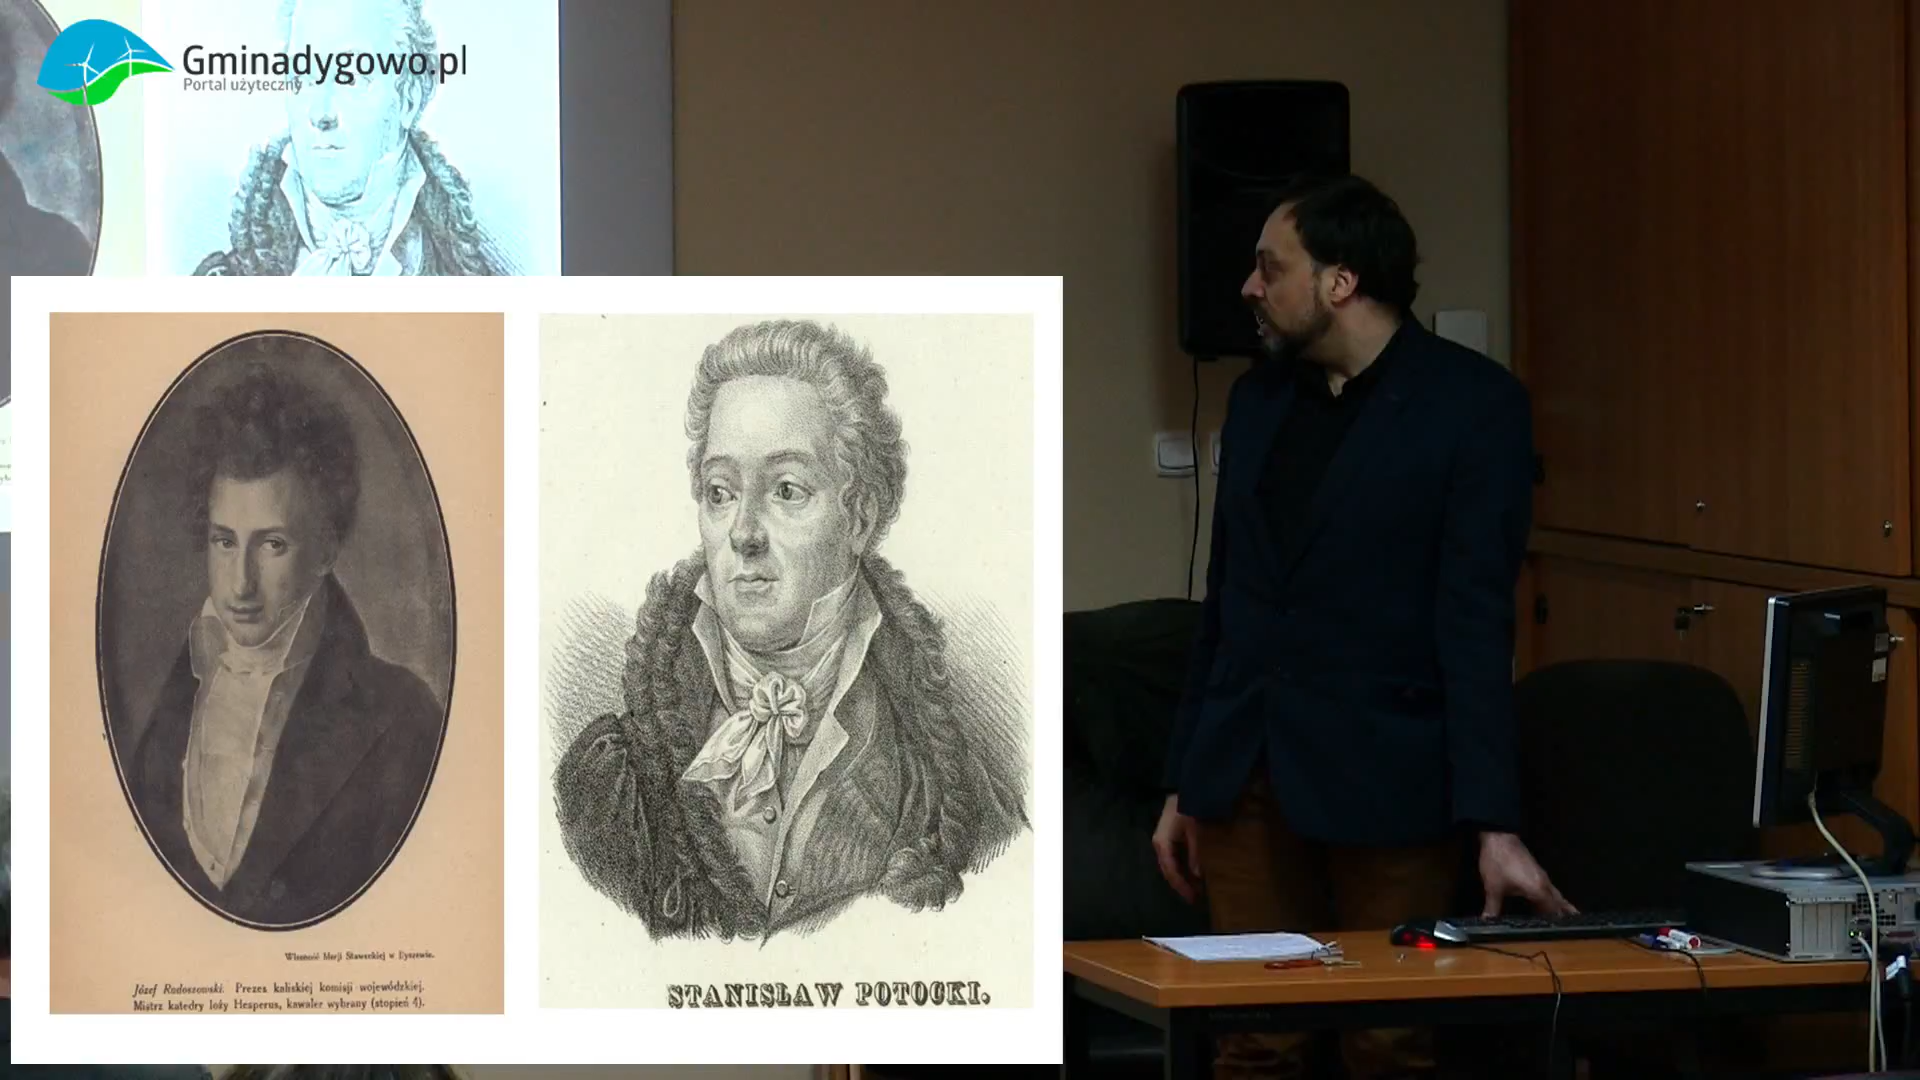 Gminadygowo.pl
Portal użyteczny
Własność Marji Sławeckiej w Łyszewie.
Józef Radoszowski. Prezes kaliskiej komisji wojewódzkiej.
Mistrz katedry loży Hesperus, kawaler wybrany (stopień 4).
STANISŁAW POTOCKI.